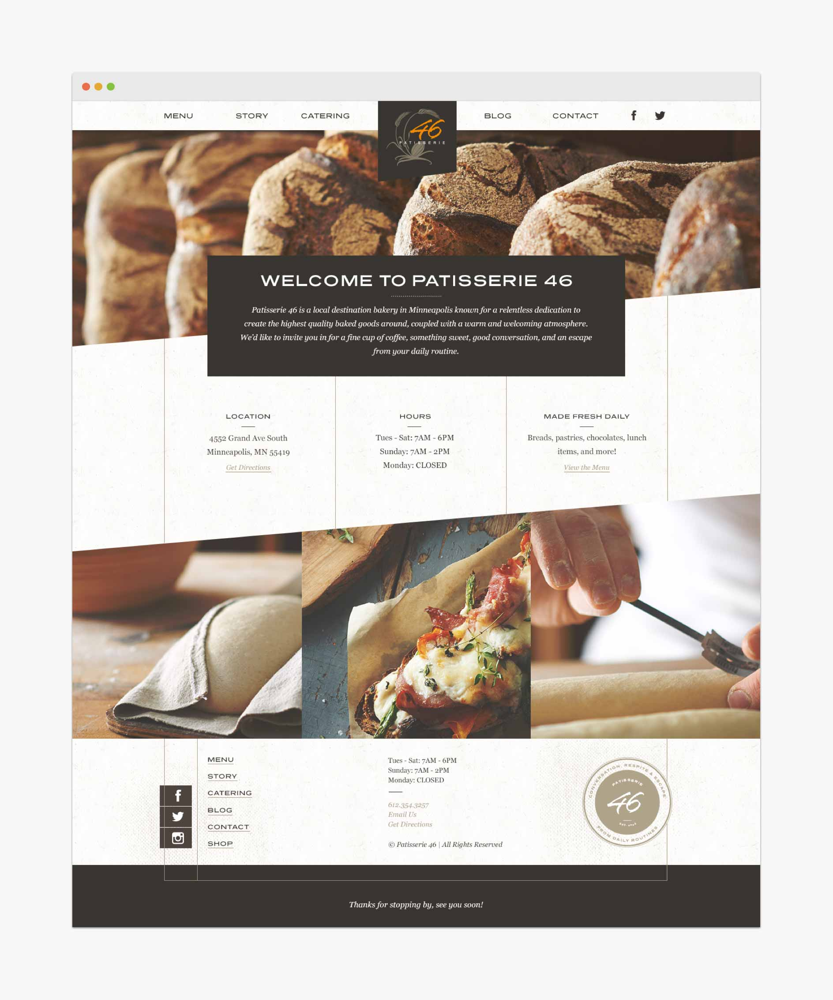 MENU
STORY
CATERING
46
PATISSERIE
BLOG
CONTACT
WELCOME TO PATISSERIE 46
Patisserie 46 is a local destination bakery in Minneapolis known for a relentless dedication to
create the highest quality baked goods around, coupled with a warm and welcoming atmosphere.
We'd like to invite you in for a fine cup of coffee, something sweet, good conversation, and an escape
from your daily routine.
LOCATION
4552 Grand Ave South
Minneapolis, MN 55419
Get Directions
HOURS
Tues - Sat: 7AM - 6PM
Sunday: 7AM - 2PM
Monday: CLOSED
MADE FRESH DAILY
Breads, pastries, chocolates, lunch
items, and more!
View the Menu
MENU
STORY
CATERING
BLOG
CONTACT
SHOP
Tues - Sat: 7AM - 6PM
Sunday: 7AM - 2PM
Monday: CLOSED
612.354.3257
Email Us
Get Directions
© Patisserie 46 | All Rights Reserved
CONVERSATION, RESPITE & ESCAPE
PATISSERIE
46
FROM DAILY ROUTINES
Thanks for stopping by, see you soon!